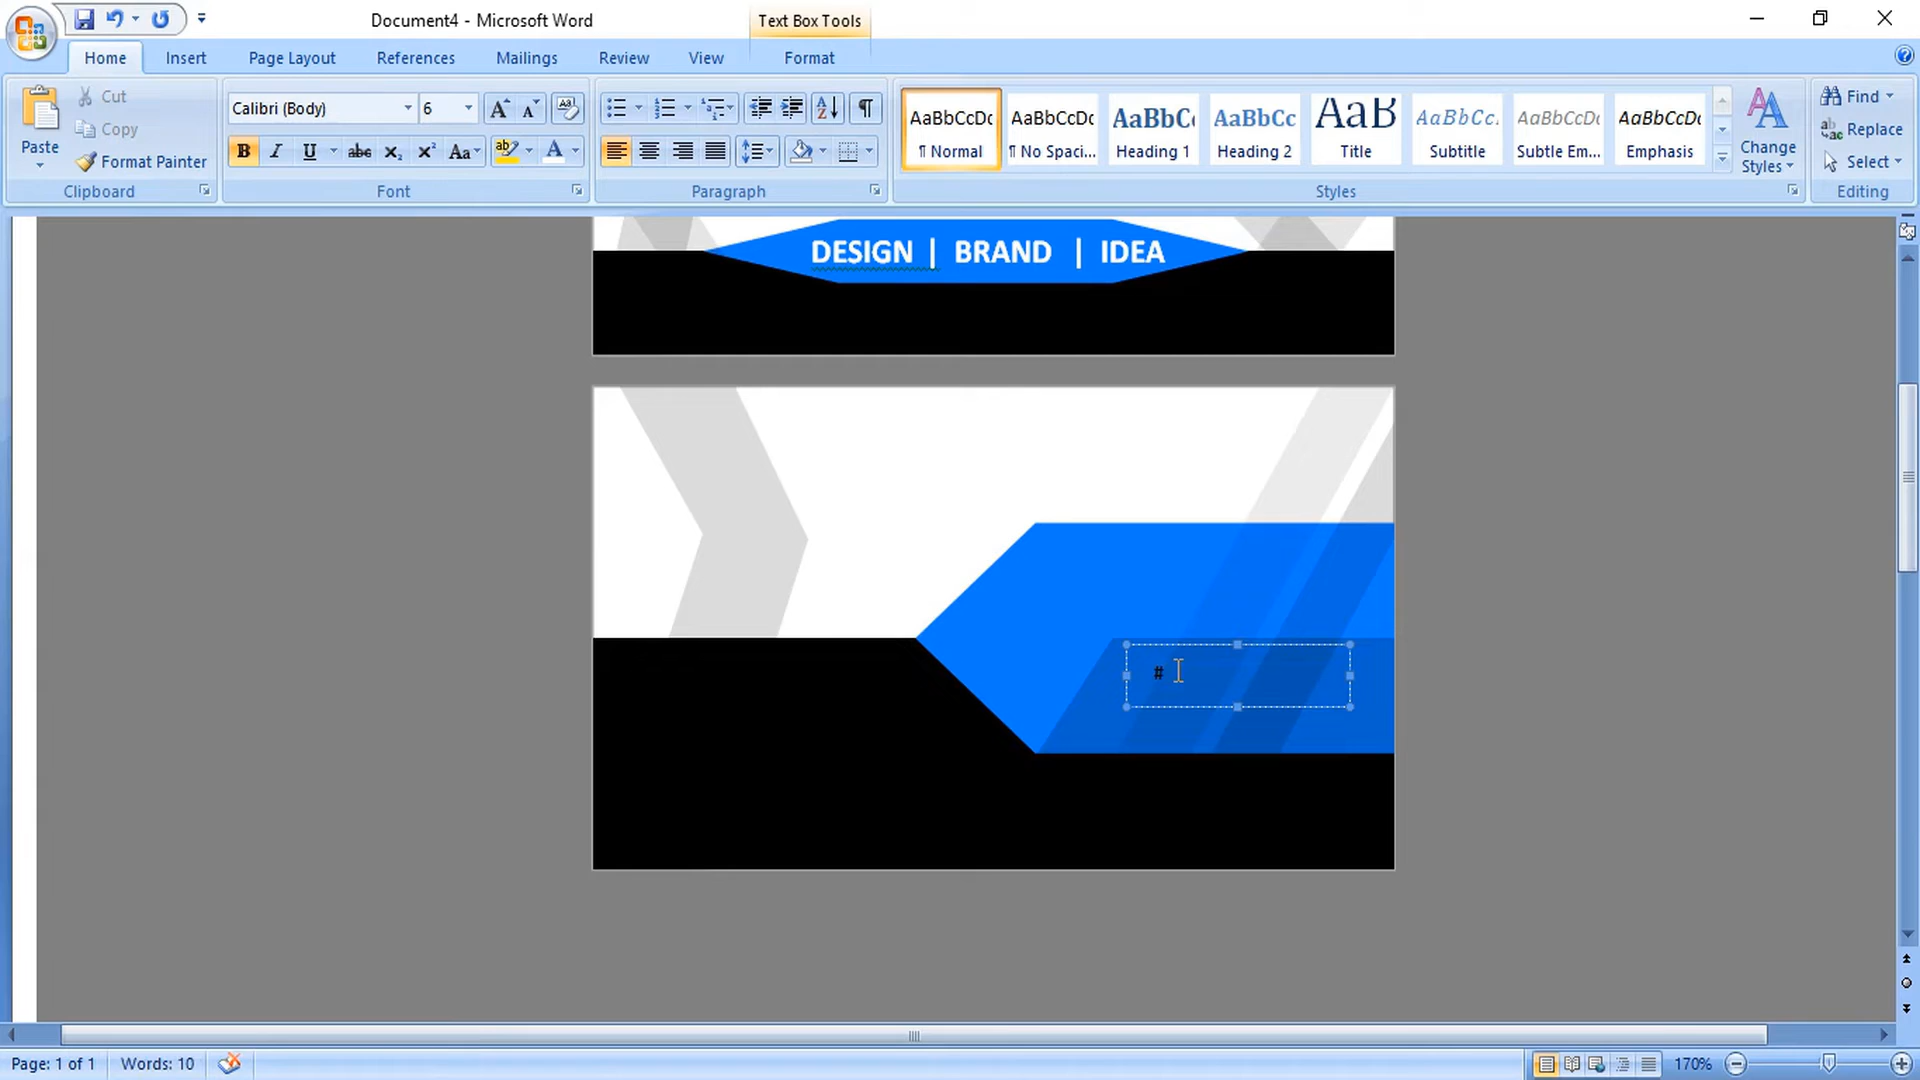 Document4 - Microsoft Word
Text Box Tools
Home
Insert
Page Layout
References
Mailings
Review
View
Format
Paste
Cut
Copy
Format Painter
Clipboard
Calibri (Body)
6
Font
Paragraph
AaBbCcDc
¶ Normal
AaBbCcDc
¶ No Spaci...
AaBbC
Heading 1
AaBbCc
Heading 2
AaB
Title
AaBbCc.
Subtitle
AaBbCcDc
Subtle Em...
AaBbCcDc
Emphasis
Change
Styles
Styles
Find
Replace
Select
Editing
DESIGN | BRAND | IDEA
#
Page: 1 of 1
Words: 10
170%